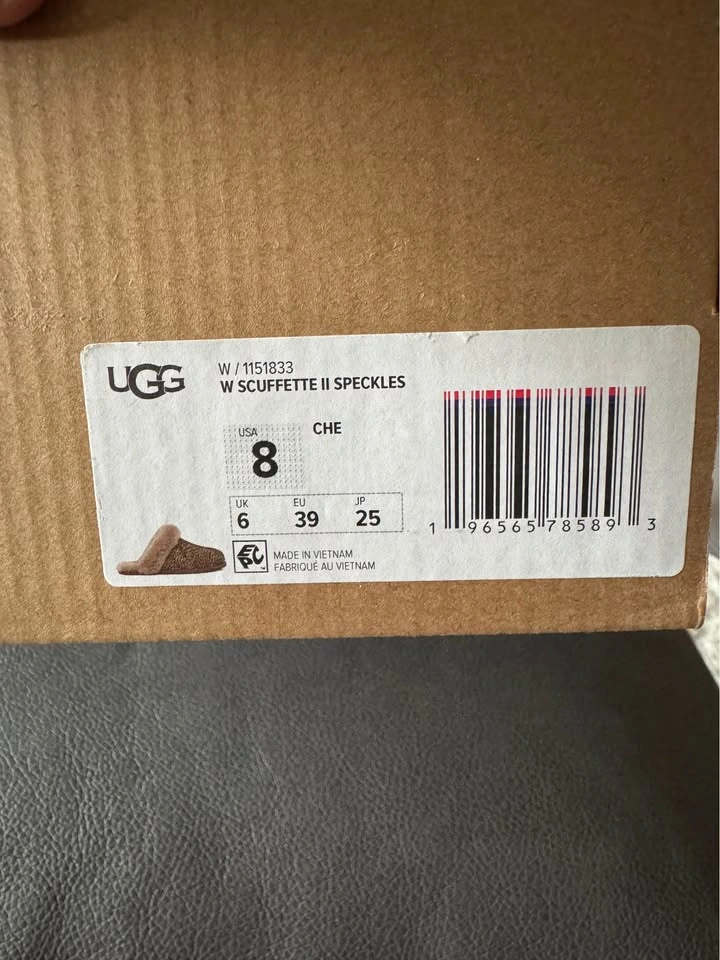 UGG
W / 1151833
W SCUFFETTE II SPECKLES
USA
8
CHE
UK EU JP
6 39 25
EPC™
MADE IN VIETNAM
FABRIQUÉ AU VIETNAM
1 96565 78589 3